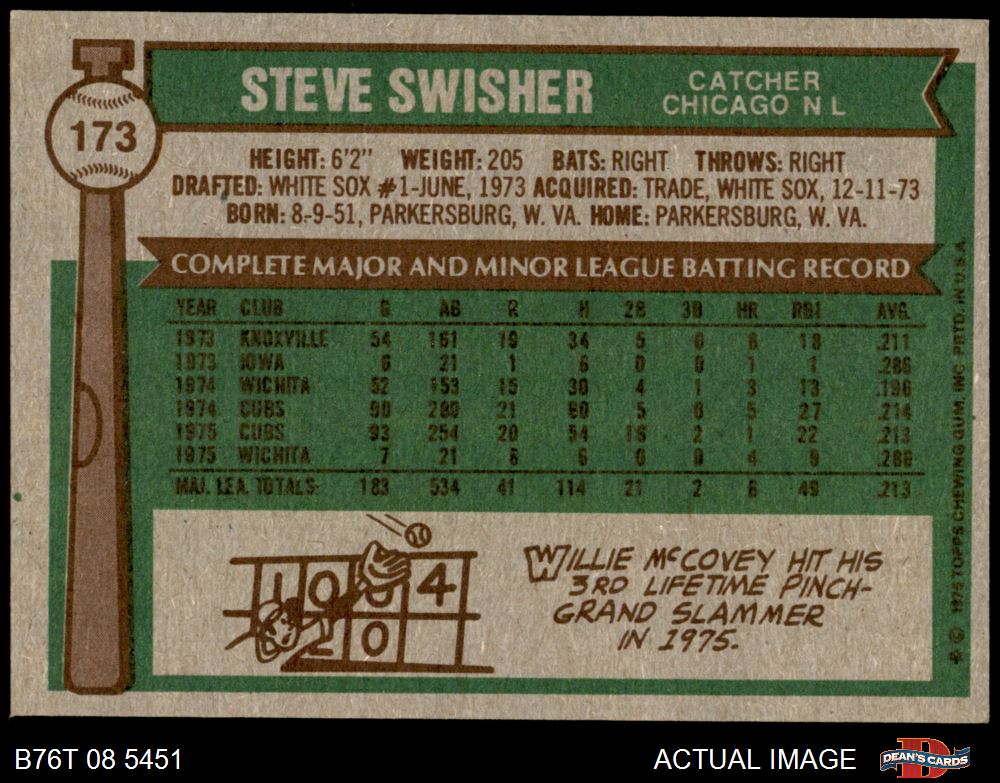 173
STEVE SWISHER
CATCHER
CHICAGO N L
HEIGHT: 6'2" WEIGHT: 205 BATS: RIGHT THROWS: RIGHT
DRAFTED: WHITE SOX #1-JUNE, 1973 ACQUIRED: TRADE, WHITE SOX, 12-11-73
BORN: 8-9-51, PARKERSBURG, W. VA. HOME: PARKERSBURG, W. VA.
COMPLETE MAJOR AND MINOR LEAGUE BATTING RECORD
YEAR CLUB G AB R H 2B 3B HR RBI AVG.
1973 KNOXVILLE 54 161 19 34 5 0 6 18 .211
1973 IOWA 6 21 1 6 0 0 1 1 .286
1974 WICHITA 52 153 15 30 4 1 3 13 .196
1974 CUBS 90 280 21 60 5 0 5 27 .214
1975 CUBS 93 254 20 54 16 2 1 22 .213
1975 WICHITA 7 21 6 6 0 0 4 9 .286
MAJ. LEA. TOTALS 183 534 41 114 21 2 6 49 .213
1 0 0 4
2 0
WILLIE McCOVEY HIT HIS
3RD LIFETIME PINCH-
GRAND SLAMMER
IN 1975.
© 1976 TOPPS CHEWING GUM, INC. PRTD. IN U.S.A.
B76T 08 5451
ACTUAL IMAGE
DEAN'S CARDS